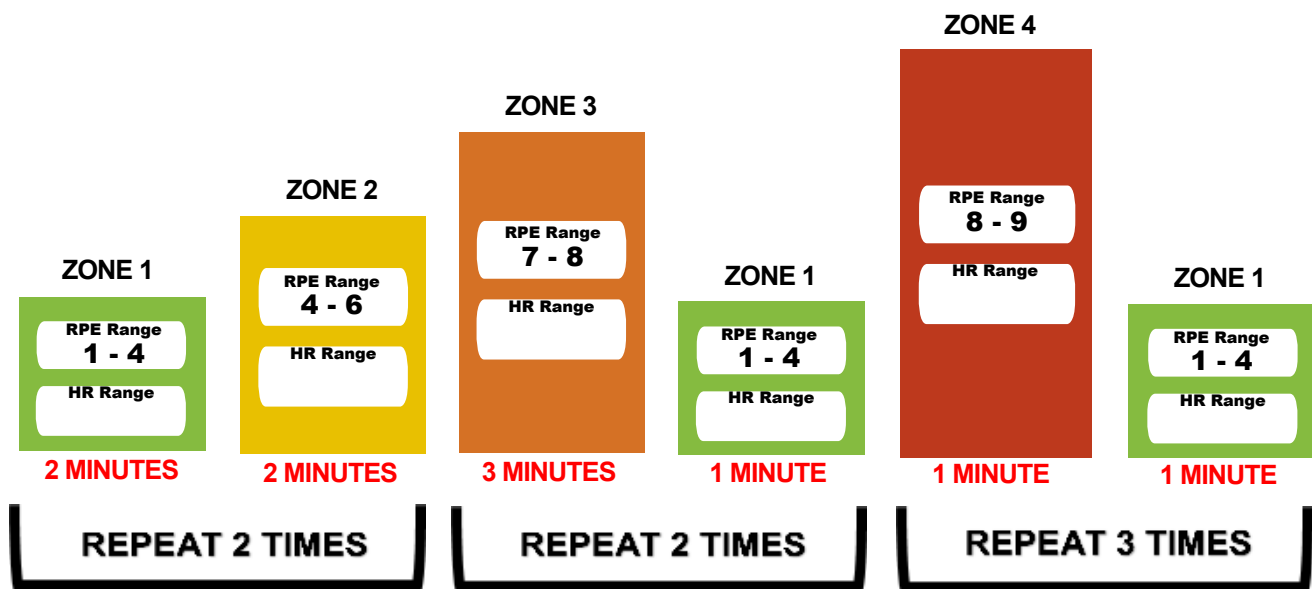 ZONE 1
RPE Range
1 - 4
HR Range
2 MINUTES
ZONE 2
RPE Range
4 - 6
HR Range
2 MINUTES
REPEAT 2 TIMES
ZONE 3
RPE Range
7 - 8
HR Range
3 MINUTES
ZONE 1
RPE Range
1 - 4
HR Range
1 MINUTE
REPEAT 2 TIMES
ZONE 4
RPE Range
8 - 9
HR Range
1 MINUTE
ZONE 1
RPE Range
1 - 4
HR Range
1 MINUTE
REPEAT 3 TIMES